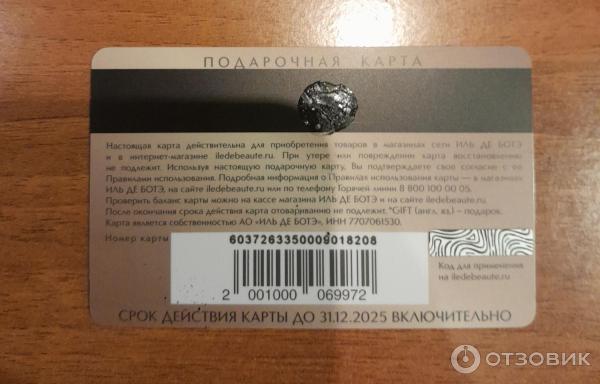 ПОДАРОЧНАЯ КАРТА
Настоящая карта действительна для приобретения товаров в магазинах сети ИЛЬ ДЕ БОТЭ
и в интернет-магазине iledebeaute.ru. При утере или повреждении карта восстановлению
не подлежит. Используя настоящую подарочную карту, Вы подтверждаете свое согласие с ее
Правилами использования. Подробная информация о Правилах использования карты — в магазинах
ИЛЬ ДЕ БОТЭ, на сайте iledebeaute.ru или по телефону Горячей линии 8 800 100 00 05.
Проверить баланс карты можно на кассе магазина ИЛЬ ДЕ БОТЭ и на сайте iledebeaute.ru.
После окончания срока действия карта отовариванию не подлежит. *GIFT (англ. яз.) – подарок.
Карта является собственностью АО «ИЛЬ ДЕ БОТЭ», ИНН 7707061530.
Номер карты
6037263350009018208
2 001000 069972
Код для применения
на iledebeaute.ru
СРОК ДЕЙСТВИЯ КАРТЫ ДО 31.12.2025 ВКЛЮЧИТЕЛЬНО
ОТЗОВИК